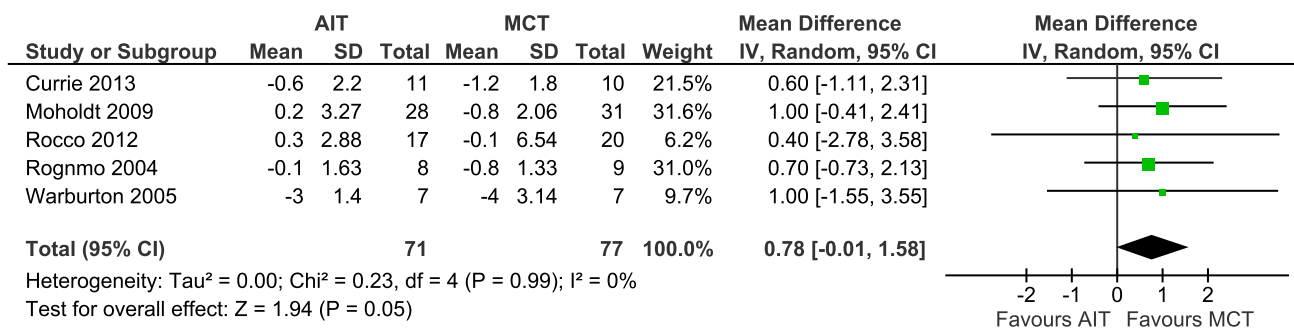 AIT MCT Mean Difference Mean Difference
Study or Subgroup Mean SD Total Mean SD Total Weight IV, Random, 95% CI IV, Random, 95% CI
Currie 2013 -0.6 2.2 11 -1.2 1.8 10 21.5% 0.60 [-1.11, 2.31]
Moholdt 2009 0.2 3.27 28 -0.8 2.06 31 31.6% 1.00 [-0.41, 2.41]
Rocco 2012 0.3 2.88 17 -0.1 6.54 20 6.2% 0.40 [-2.78, 3.58]
Rognmo 2004 -0.1 1.63 8 -0.8 1.33 9 31.0% 0.70 [-0.73, 2.13]
Warburton 2005 -3 1.4 7 -4 3.14 7 9.7% 1.00 [-1.55, 3.55]
Total (95% CI) 71 77 100.0% 0.78 [-0.01, 1.58]
Heterogeneity: Tau² = 0.00; Chi² = 0.23, df = 4 (P = 0.99); I² = 0%
Test for overall effect: Z = 1.94 (P = 0.05)
-2 -1 0 1 2
Favours AIT Favours MCT